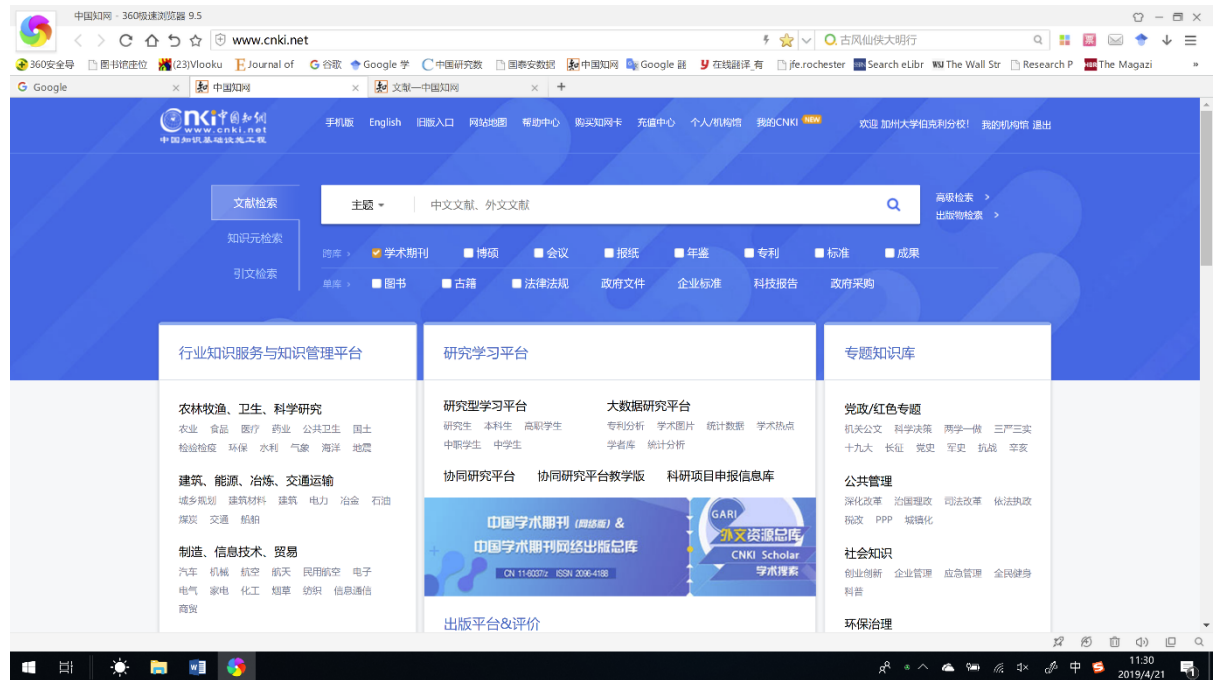 中国知网 - 360极速浏览器 9.5
www.cnki.net
古风仙侠大明行
360安全导 图书馆座位 (23)Vlooku Journal of 谷歌 Google 学 中国研究数 国泰安数据 中国知网 Google 翻 在线翻译_有 jfe.rochester Search eLibr The Wall Str Research P The Magazi »
Google 中国知网 文献—中国知网
Cnki中国知网
www.cnki.net
中国知识基础设施工程
手机版 English 旧版入口 网站地图 帮助中心 购买知网卡 充值中心 个人/机构馆 我的CNKI NEW 欢迎 加州大学伯克利分校! 我的机构馆 退出
文献检索 主题 中文文献、外文文献 高级检索 >
出版物检索 >
知识元检索
跨库 > 学术期刊 博硕 会议 报纸 年鉴 专利 标准 成果
引文检索
单库 > 图书 古籍 法律法规 政府文件 企业标准 科技报告 政府采购
行业知识服务与知识管理平台
农林牧渔、卫生、科学研究
农业 食品 医疗 药业 公共卫生 国土
检验检疫 环保 水利 气象 海洋 地震
建筑、能源、冶炼、交通运输
城乡规划 建筑材料 建筑 电力 冶金 石油
煤炭 交通 船舶
制造、信息技术、贸易
汽车 机械 航空 航天 民用航空 电子
电气 家电 化工 烟草 纺织 信息通信
商贸
研究学习平台
研究型学习平台 大数据研究平台
研究生 本科生 高职学生 专利分析 学术图片 统计数据 学术热点
中职学生 中学生 学者库 统计分析
协同研究平台 协同研究平台教学版 科研项目申报信息库
中国学术期刊 (网络版) &
中国学术期刊网络出版总库
CN 11-6037/z ISSN 2096-4188
GARI
外文资源总库
CNKI Scholar
学术搜索
出版平台&评价
专题知识库
党政/红色专题
机关公文 科学决策 两学一做 三严三实
十九大 长征 党史 军史 抗战 辛亥
公共管理
深化改革 治国理政 司法改革 依法执政
税改 PPP 城镇化
社会知识
创业创新 企业管理 应急管理 全民健身
科普
环保治理
中
11:30
2019/4/21